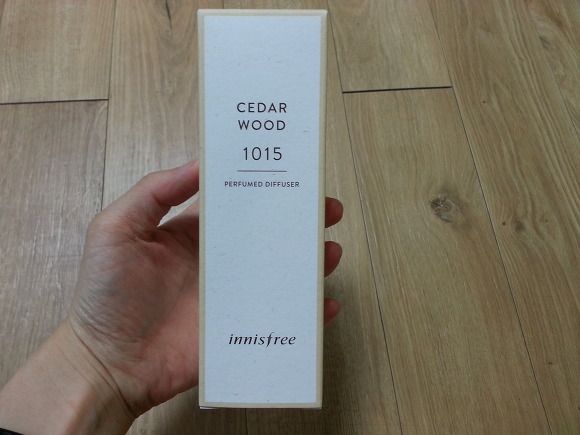 CEDAR
WOOD
1015
PERFUMED DIFFUSER
innisfree